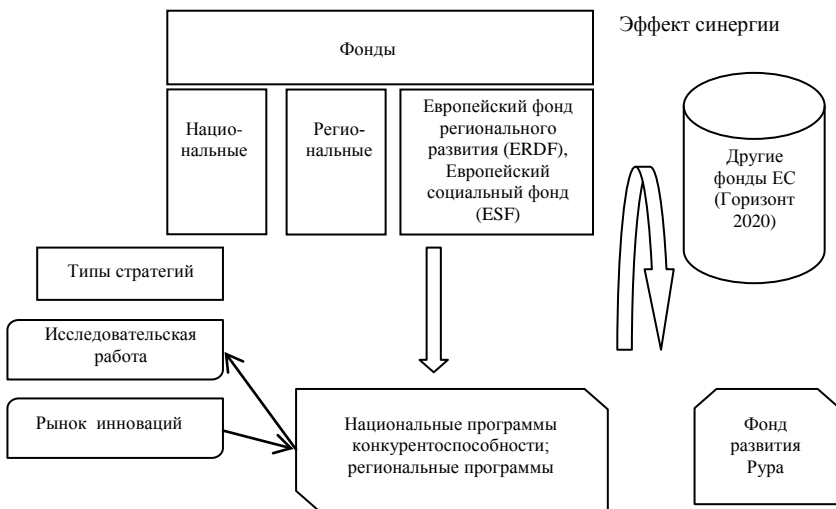 Эффект синергии
Фонды
Нацио-
нальные
Регио-
нальные
Европейский фонд
регионального
развития (ERDF),
Европейский
социальный фонд
(ESF)
Другие
фонды ЕС
(Горизонт
2020)
Типы стратегий
Исследовательская
работа
Рынок инноваций
Национальные программы
конкурентоспособности;
региональные программы
Фонд
развития
Рура